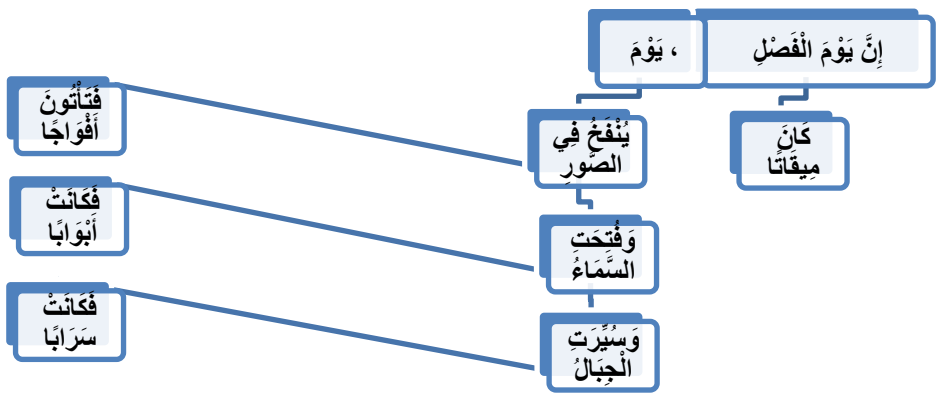 إِنَّ يَوْمَ الْفَصْلِ
، يَوْمَ
كَانَ
مِيقَاتًا
يُنْفَخُ فِي
الصُّورِ
فَتَأْتُونَ
أَفْوَاجًا
وَفُتِحَتِ
السَّمَاءُ
فَكَانَتْ
أَبْوَابًا
وَسُيِّرَتِ
الْجِبَالُ
فَكَانَتْ
سَرَابًا